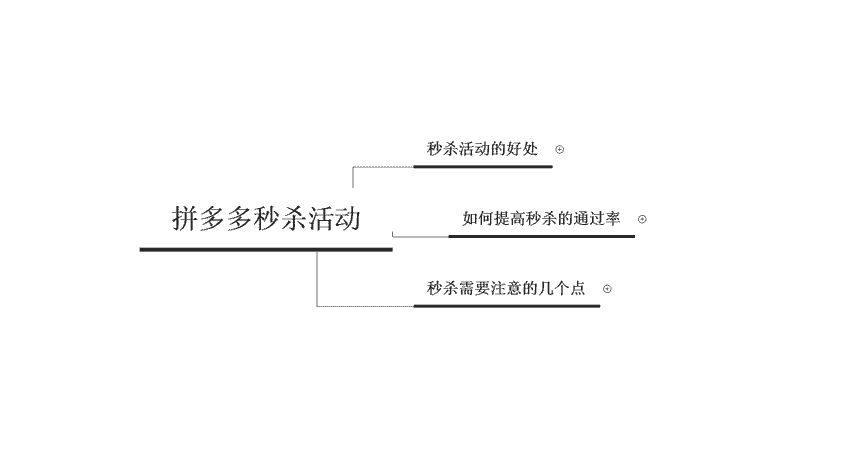 秒杀活动的好处
拼多多秒杀活动
如何提高秒杀的通过率
秒杀需要注意的几个点